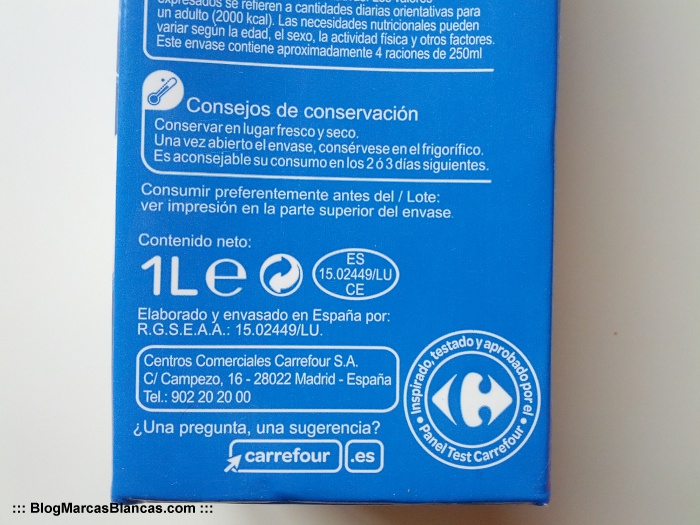 expresados se refieren a cantidades diarias orientativas para
un adulto (2000 kcal). Las necesidades nutricionales pueden
variar según la edad, el sexo, la actividad física y otros factores.
Este envase contiene aproximadamente 4 raciones de 250ml
Consejos de conservación
Conservar en lugar fresco y seco.
Una vez abierto el envase, consérvese en el frigorífico.
Es aconsejable su consumo en los 2 ó 3 días siguientes.
Consumir preferentemente antes del / Lote:
ver impresión en la parte superior del envase.
Contenido neto:
1L e
ES
15.02449/LU
CE
Elaborado y envasado en España por:
R.G.S.E.A.A.: 15.02449/LU.
Centros Comerciales Carrefour S.A.
C/ Campezo, 16 - 28022 Madrid - España
Tel.: 902 20 20 00
Inspirado, testado y aprobado por el
• Panel Test Carrefour •
¿Una pregunta, una sugerencia?
carrefour .es
::: BlogMarcasBlancas.com :::